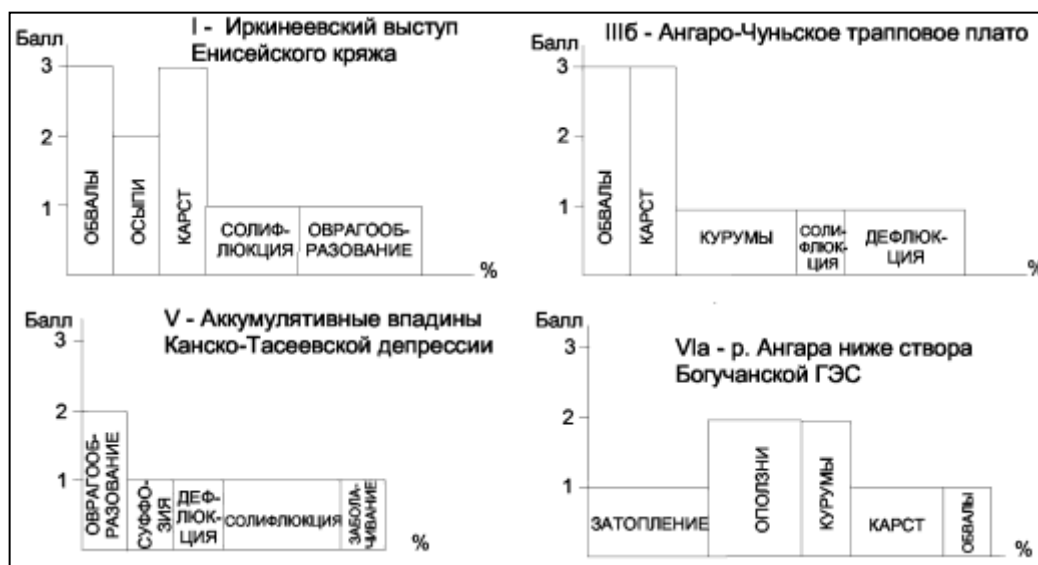 I - Иркинеевский выступ
Енисейского кряжа
Балл
3
2
1
ОБВАЛЫ
ОСЫПИ
КАРСТ
СОЛИФ-
ЛЮКЦИЯ
ОВРАГООБ-
РАЗОВАНИЕ
%
IIIб - Ангаро-Чуньское трапповое плато
Балл
3
2
1
ОБВАЛЫ
КАРСТ
КУРУМЫ
СОЛИ-
ФЛЮК-
ЦИЯ
ДЕФЛЮК-
ЦИЯ
%
V - Аккумулятивные впадины
Канско-Тасеевской депрессии
Балл
3
2
1
ОВРАГООБ-
РАЗОВАНИЕ
СУФФО-
ЗИЯ
ДЕФ-
ЛЮК-
ЦИЯ
СОЛИФЛЮКЦИЯ
ЗАБОЛА-
ЧИВАНИЕ
%
VIa - р. Ангара ниже створа
Богучанской ГЭС
Балл
3
2
1
ЗАТОПЛЕНИЕ
ОПОЛЗНИ
КУРУМЫ
КАРСТ
ОБВАЛЫ
%